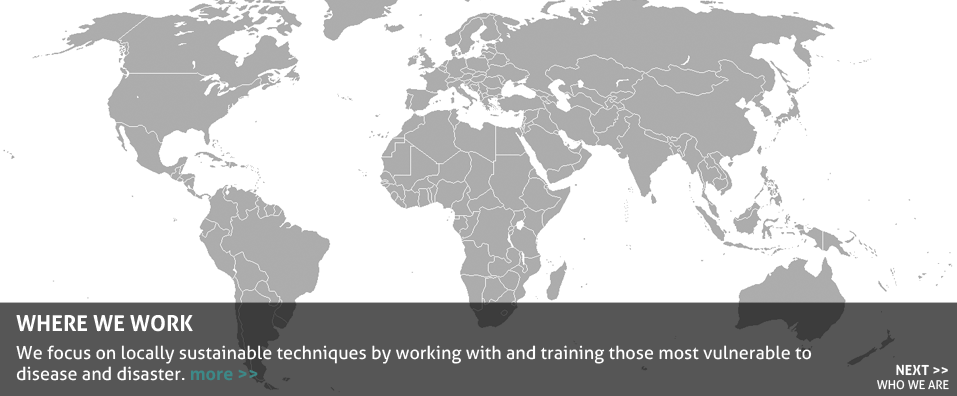 WHERE WE WORK
We focus on locally sustainable techniques by working with and training those most vulnerable to
disease and disaster. more >>
NEXT >>
WHO WE ARE